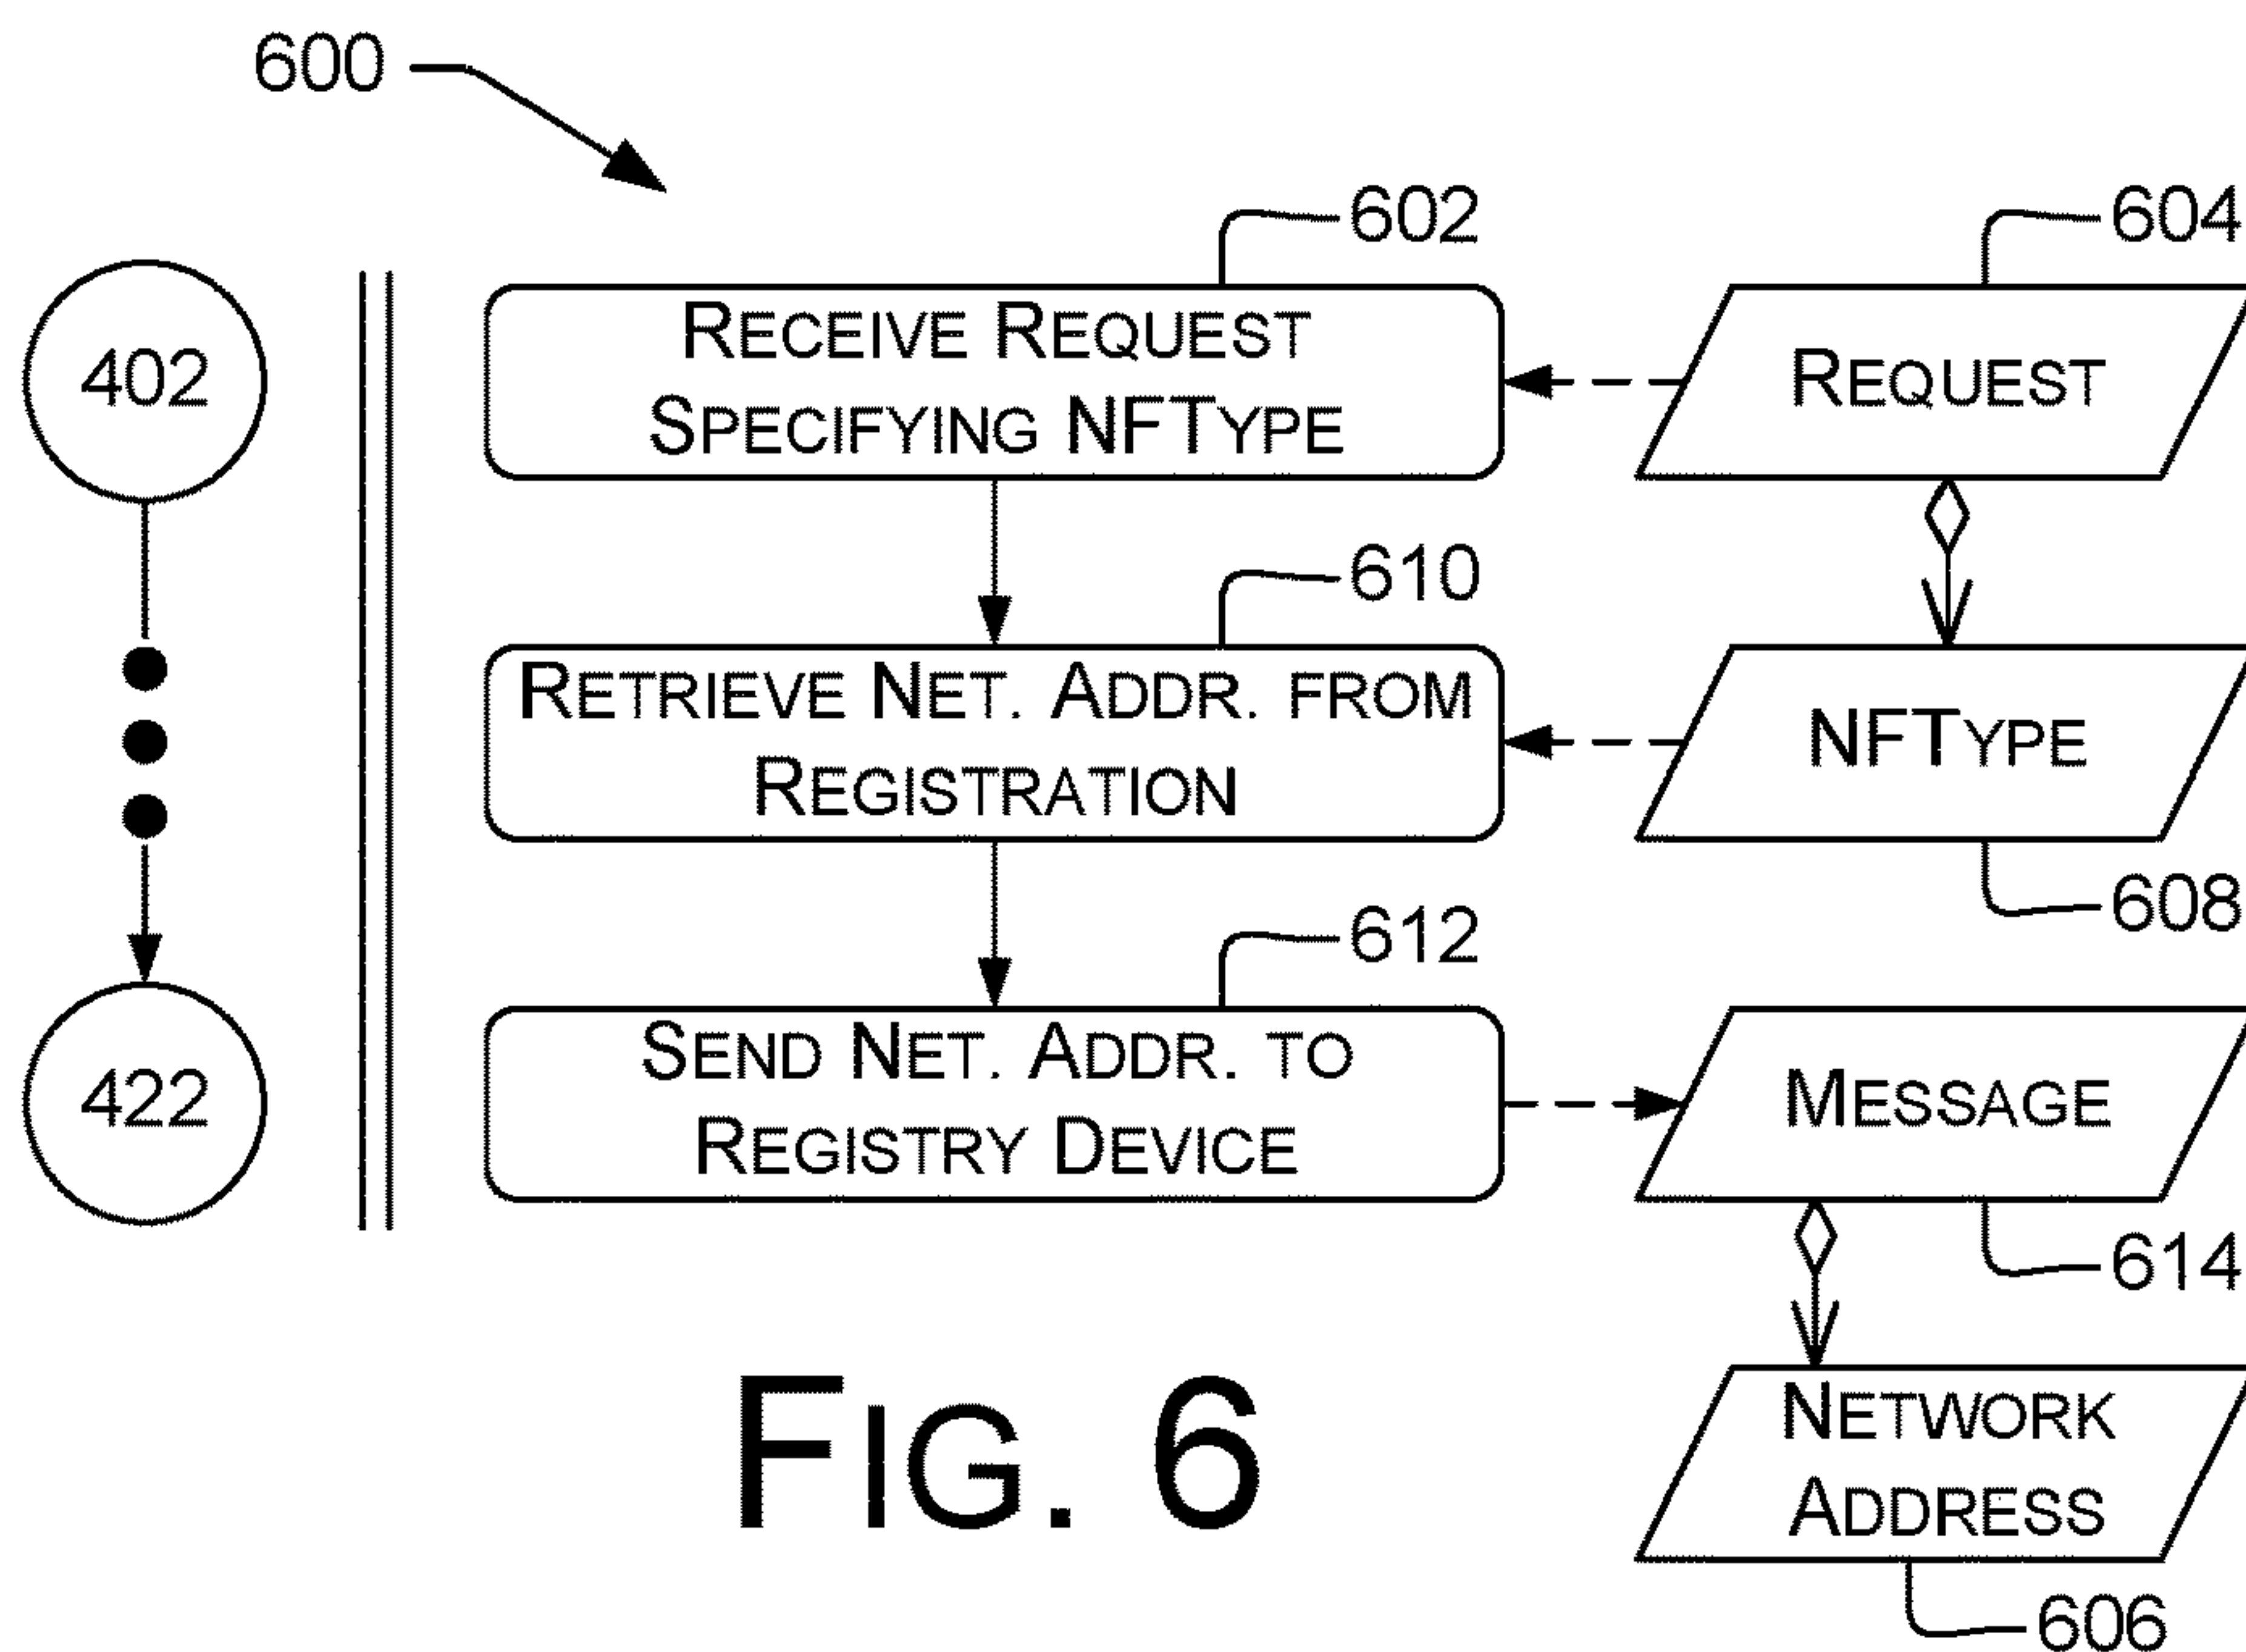 600
602
604
402
RECEIVE REQUEST
SPECIFYING NFTYPE
REQUEST
610
RETRIEVE NET. ADDR. FROM
REGISTRATION
NFTYPE
608
612
422
SEND NET. ADDR. TO
REGISTRY DEVICE
MESSAGE
614
NETWORK
ADDRESS
606
FIG. 6